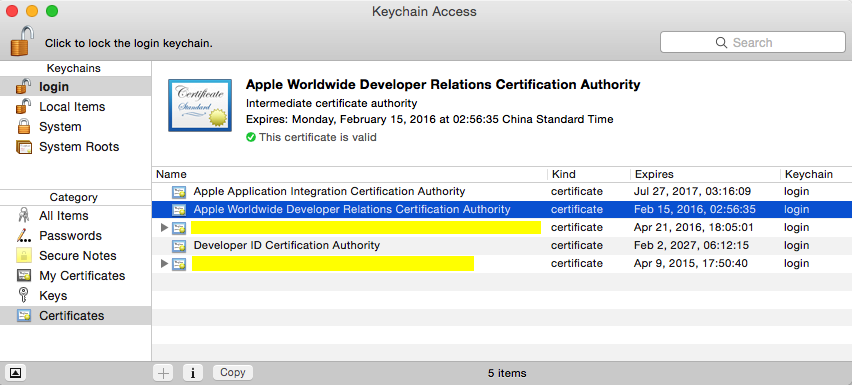 Keychain Access
Click to lock the login keychain.
Search
Keychains
login
Local Items
System
System Roots
Category
All Items
Passwords
Secure Notes
My Certificates
Keys
Certificates
Certificate
Standard
Apple Worldwide Developer Relations Certification Authority
Intermediate certificate authority
Expires: Monday, February 15, 2016 at 02:56:35 China Standard Time
This certificate is valid
Name Kind Expires Keychain
Apple Application Integration Certification Authority certificate Jul 27, 2017, 03:16:09 login
Apple Worldwide Developer Relations Certification Authority certificate Feb 15, 2016, 02:56:35 login
certificate Apr 21, 2016, 18:05:01 login
Developer ID Certification Authority certificate Feb 2, 2027, 06:12:15 login
certificate Apr 9, 2015, 17:50:40 login
Copy
5 items